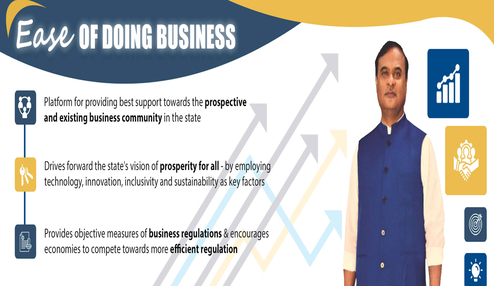 Ease OF DOING BUSINESS
Platform for providing best support towards the prospective
and existing business community in the state
Drives forward the state's vision of prosperity for all - by employing
technology, innovation, inclusivity and sustainability as key factors
Provides objective measures of business regulations & encourages
economies to compete towards more efficient regulation